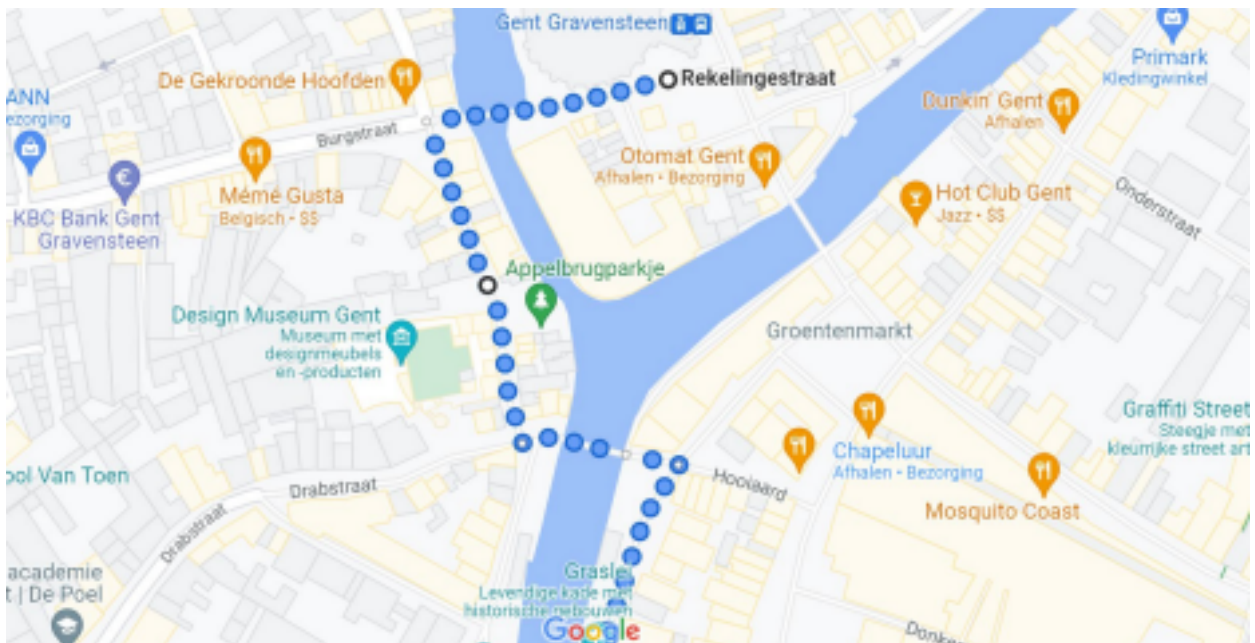 Gent Gravensteen
Rekelingestraat
Primark
Kledingwinkel
De Gekroonde Hoofden
ANN
ezorging
Burgstraat
Dunkin' Gent
Afhalen
Otomat Gent
Afhalen • Bezorging
Hot Club Gent
Jazz • $$
Onderstraat
Mémé Gusta
Belgisch • $$
KBC Bank Gent
Gravensteen
Appelbrugparkje
Design Museum Gent
Museum met
designmeubels
en -producten
Groentenmarkt
Graffiti Street
Steegje met
kleurrijke street art
Chapeluur
Afhalen • Bezorging
ool Van Toen
Drabstraat
Hooiaard
Mosquito Coast
Drabstraat
Graslei
Levendige kade met
historische gebouwen
academie
t | De Poel
Google
Donker